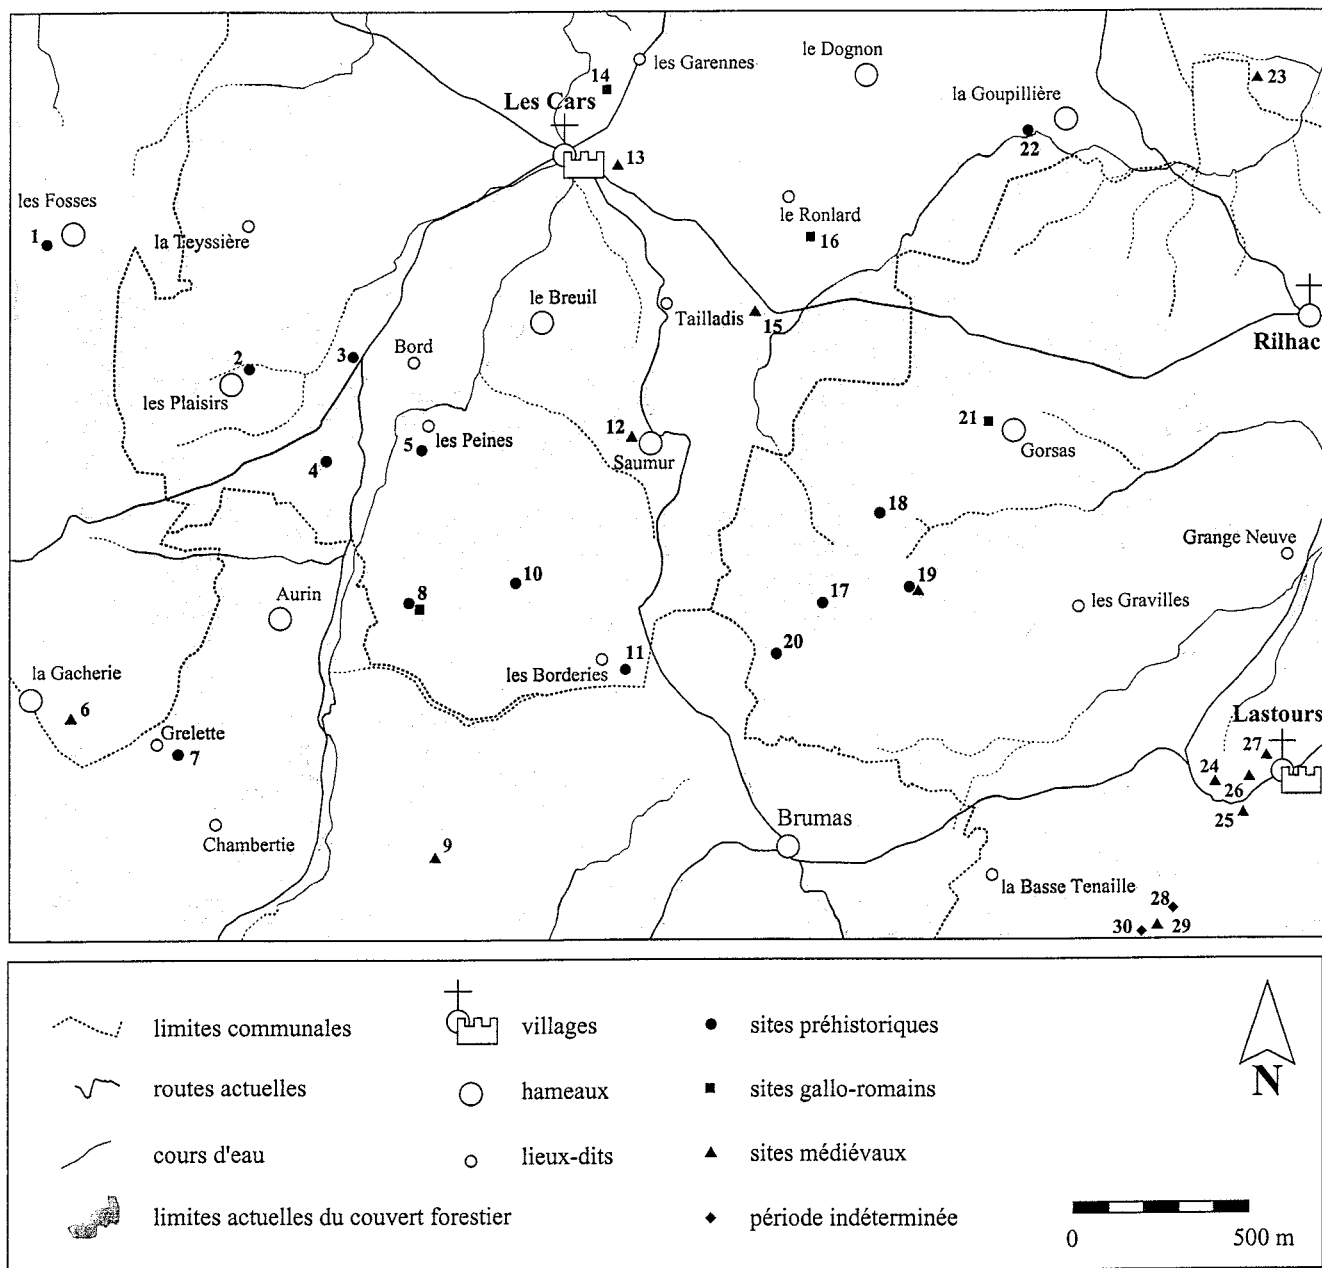 les Garennes
le Dognon
14
Les Cars
la Goupillière
23
13
22
les Fosses
1
la Teyssière
le Ronlard
16
le Breuil
Tailladis
15
Rilhac
Bord
3
2
les Plaisirs
5
les Peines
12
Saumur
21
Gorsas
4
18
Grange Neuve
10
8
19
17
Aurin
les Gravilles
20
11
les Borderies
la Gacherie
6
Grelette
7
Lastours
27
24
26
25
Chambertie
9
Brumas
la Basse Tenaille
28
30
29
limites communales
villages
sites préhistoriques
routes actuelles
hameaux
sites gallo-romains
N
cours d'eau
lieux-dits
sites médiévaux
limites actuelles du couvert forestier
période indéterminée
0
500 m